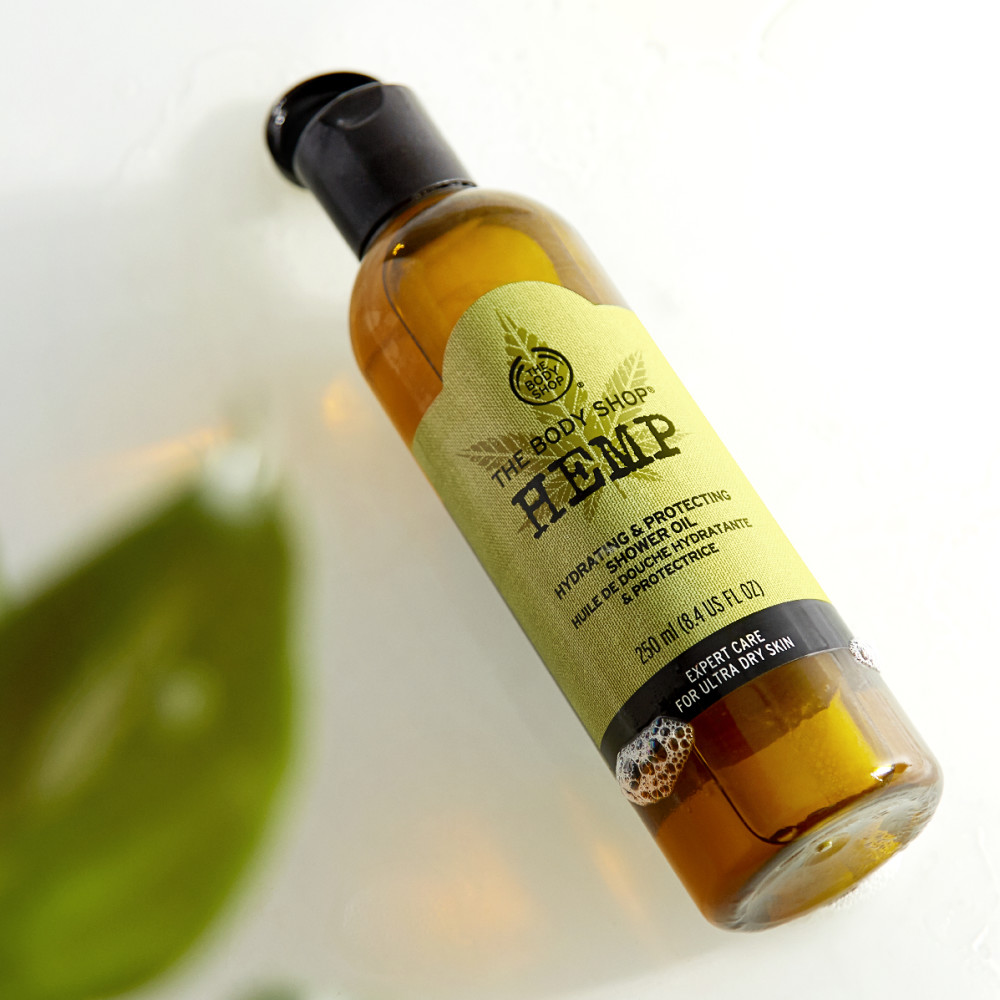 THE
BODY
SHOP
®
THE BODY SHOP®
HEMP
HYDRATING & PROTECTING
SHOWER OIL
HUILE DE DOUCHE HYDRATANTE
& PROTECTRICE
250 ml (8.4 US FL OZ)
EXPERT CARE
FOR ULTRA DRY SKIN